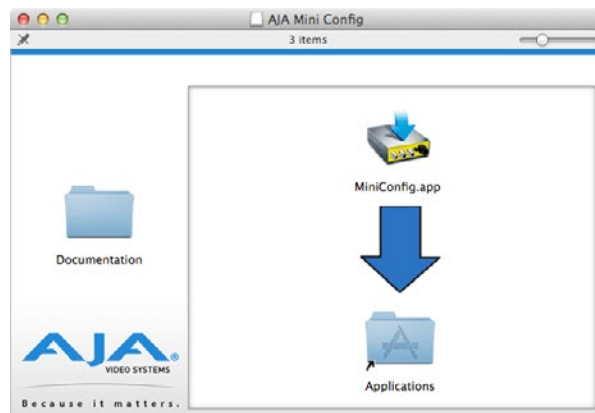 AJA Mini Config
3 items
MiniConfig.app
Documentation
AJA
VIDEO SYSTEMS
Because it matters.
Applications